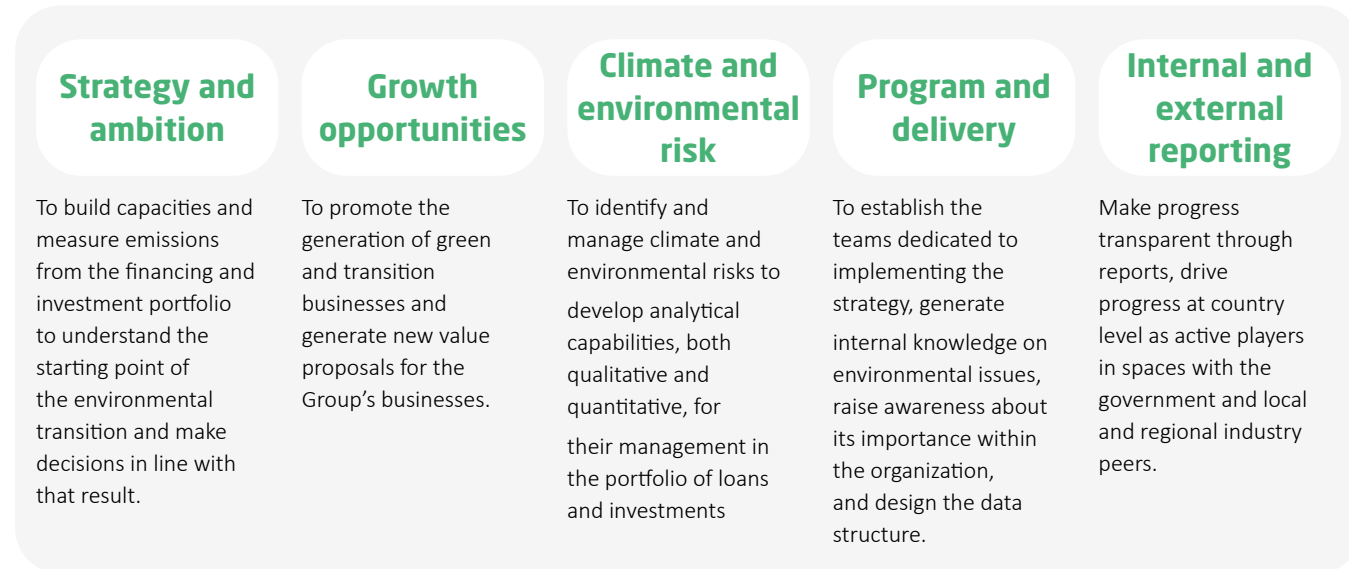 Strategy and
ambition
To build capacities and
measure emissions
from the financing and
investment portfolio
to understand the
starting point of
the environmental
transition and make
decisions in line with
that result.
Growth
opportunities
To promote the
generation of green
and transition
businesses and
generate new value
proposals for the
Group’s businesses.
Climate and
environmental
risk
To identify and
manage climate and
environmental risks to
develop analytical
capabilities, both
qualitative and
quantitative, for
their management in
the portfolio of loans
and investments
Program and
delivery
To establish the
teams dedicated to
implementing the
strategy, generate
internal knowledge on
environmental issues,
raise awareness about
its importance within
the organization,
and design the data
structure.
Internal and
external
reporting
Make progress
transparent through
reports, drive
progress at country
level as active players
in spaces with the
government and local
and regional industry
peers.